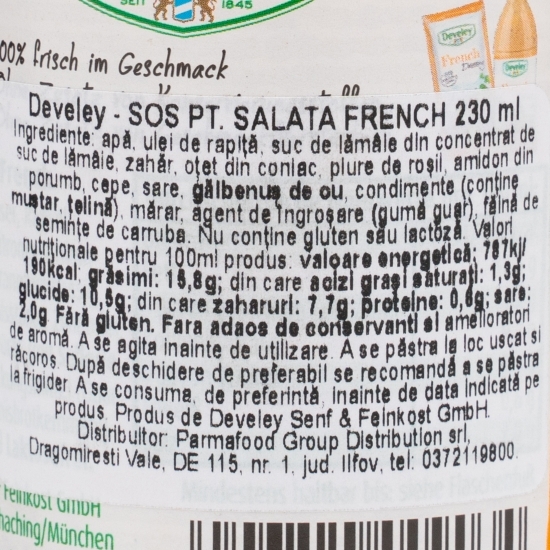 SEIT 1845
Develey
French
Develey
00% frisch im Geschmack
Develey - SOS PT. SALATA FRENCH 230 ml
Ingrediente: apă, ulei de rapiță, suc de lămâie din concentrat de
suc de lămâie, zahăr, oțet din coniac, piure de roșii, amidon din
porumb, cepe, sare, gălbenuș de ou, condimente (conține
muștar, țelină), mărar, agent de îngroșare (gumă guar), făină de
semințe de carruba. Nu conține gluten sau lactoză. Valori
nutriționale pentru 100ml produs: valoare energetică: 787kj/
190kcal; grăsimi: 15,8g; din care acizi grași saturați: 1,3g;
glucide: 10,5g; din care zaharuri: 7,7g; proteine: 0,6g; sare:
2,0g. Fără gluten. Fara adaos de conservanti si amelioratori
de aromă. A se agita inainte de utilizare. A se păstra la loc uscat si
răcoros. După deschidere de preferabil se recomandă a se păstra
la frigider. A se consuma, de preferintă, inainte de data indicată pe
produs. Produs de Develey Senf & Feinkost GmbH.
Distribuitor: Parmafood Group Distribution srl,
Dragomiresti Vale, DE 115, nr. 1, jud. Ilfov, tel: 0372119800.
Mindestens haltbar bis: siehe Flaschenhals
Feinkost GmbH
haching/München